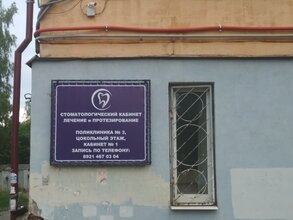 СТОМАТОЛОГИЧЕСКИЙ КАБИНЕТ
ЛЕЧЕНИЕ и ПРОТЕЗИРОВАНИЕ
ПОЛИКЛИНИКА № 3,
ЦОКОЛЬНЫЙ ЭТАЖ,
КАБИНЕТ № 1
ЗАПИСЬ ПО ТЕЛЕФОНУ:
8921 467 03 04